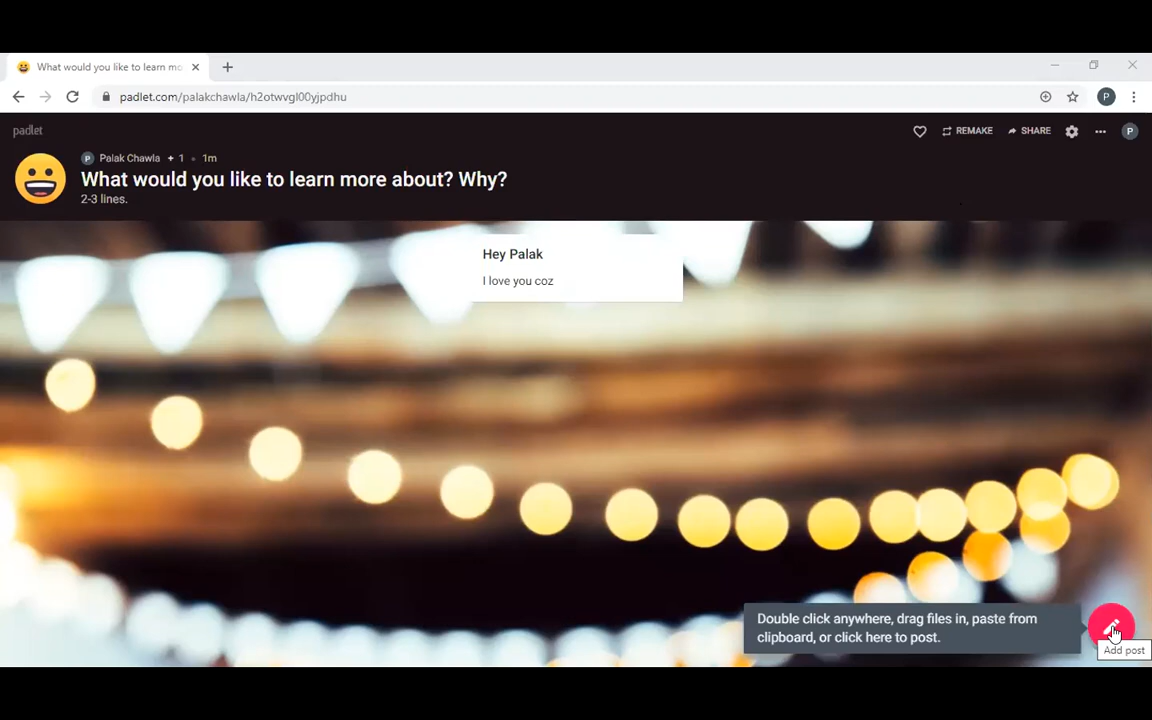 What would you like to learn mo
padlet.com/palakchawla/h2otwvgl00yjpdhu
P
padlet
REMAKE
SHARE
P
P Palak Chawla + 1 • 1m
What would you like to learn more about? Why?
2-3 lines.
Hey Palak
I love you coz
Double click anywhere, drag files in, paste from
clipboard, or click here to post.
Add post